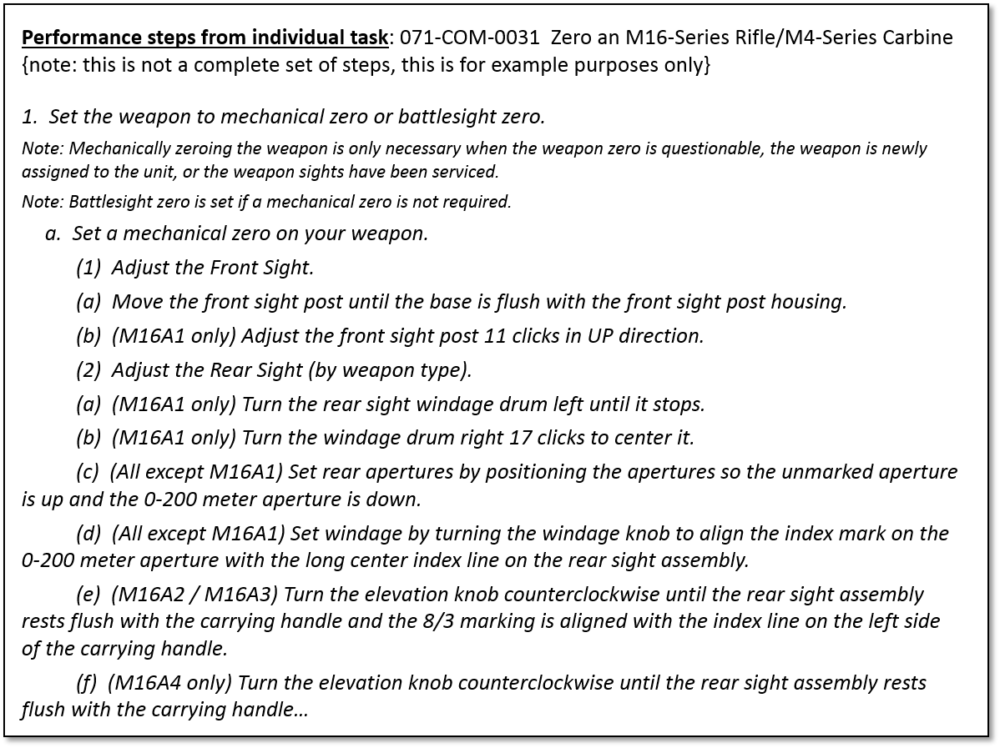 Performance steps from individual task: 071-COM-0031  Zero an M16-Series Rifle/M4-Series Carbine
{note: this is not a complete set of steps, this is for example purposes only}
1.  Set the weapon to mechanical zero or battlesight zero.
Note: Mechanically zeroing the weapon is only necessary when the weapon zero is questionable, the weapon is newly
assigned to the unit, or the weapon sights have been serviced.
Note: Battlesight zero is set if a mechanical zero is not required.
a.  Set a mechanical zero on your weapon.
(1)  Adjust the Front Sight.
(a)  Move the front sight post until the base is flush with the front sight post housing.
(b)  (M16A1 only) Adjust the front sight post 11 clicks in UP direction.
(2)  Adjust the Rear Sight (by weapon type).
(a)  (M16A1 only) Turn the rear sight windage drum left until it stops.
(b)  (M16A1 only) Turn the windage drum right 17 clicks to center it.
(c)  (All except M16A1) Set rear apertures by positioning the apertures so the unmarked aperture
is up and the 0-200 meter aperture is down.
(d)  (All except M16A1) Set windage by turning the windage knob to align the index mark on the
0-200 meter aperture with the long center index line on the rear sight assembly.
(e)  (M16A2 / M16A3) Turn the elevation knob counterclockwise until the rear sight assembly
rests flush with the carrying handle and the 8/3 marking is aligned with the index line on the left side
of the carrying handle.
(f)  (M16A4 only) Turn the elevation knob counterclockwise until the rear sight assembly rests
flush with the carrying handle…